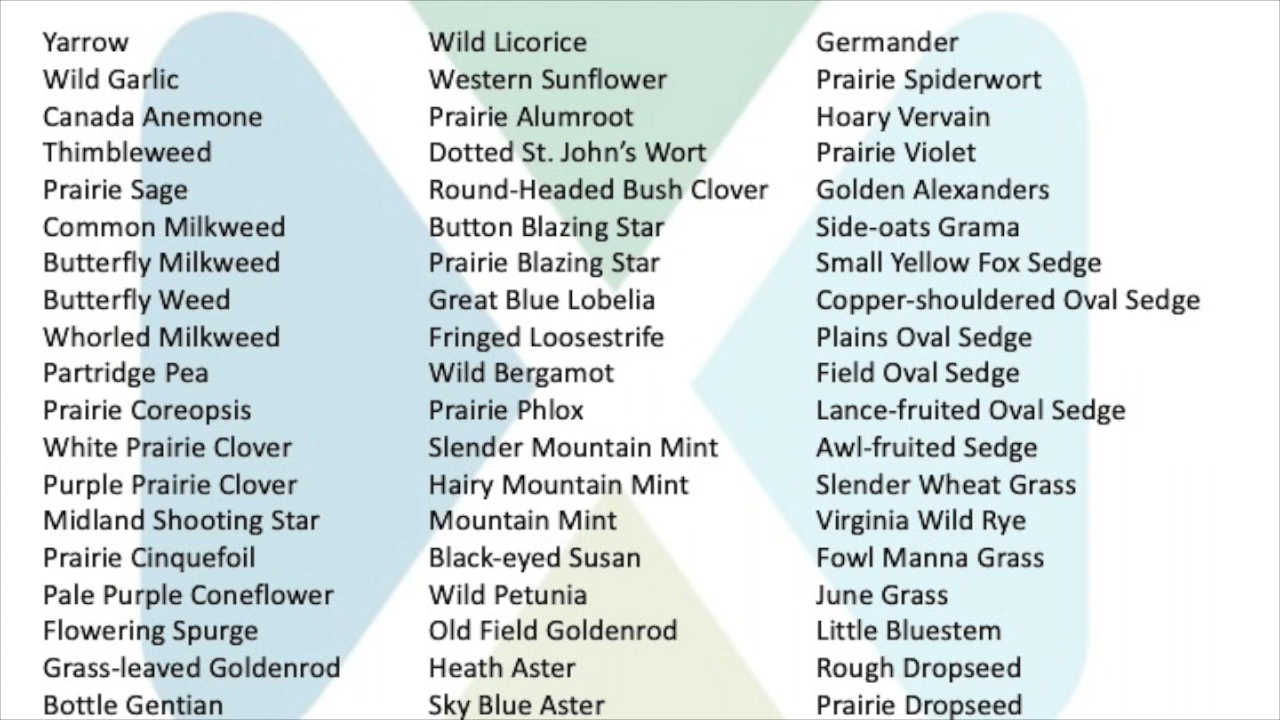 Yarrow
Wild Garlic
Canada Anemone
Thimbleweed
Prairie Sage
Common Milkweed
Butterfly Milkweed
Butterfly Weed
Whorled Milkweed
Partridge Pea
Prairie Coreopsis
White Prairie Clover
Purple Prairie Clover
Midland Shooting Star
Prairie Cinquefoil
Pale Purple Coneflower
Flowering Spurge
Grass-leaved Goldenrod
Bottle Gentian
Wild Licorice
Western Sunflower
Prairie Alumroot
Dotted St. John’s Wort
Round-Headed Bush Clover
Button Blazing Star
Prairie Blazing Star
Great Blue Lobelia
Fringed Loosestrife
Wild Bergamot
Prairie Phlox
Slender Mountain Mint
Hairy Mountain Mint
Mountain Mint
Black-eyed Susan
Wild Petunia
Old Field Goldenrod
Heath Aster
Sky Blue Aster
Germander
Prairie Spiderwort
Hoary Vervain
Prairie Violet
Golden Alexanders
Side-oats Grama
Small Yellow Fox Sedge
Copper-shouldered Oval Sedge
Plains Oval Sedge
Field Oval Sedge
Lance-fruited Oval Sedge
Awl-fruited Sedge
Slender Wheat Grass
Virginia Wild Rye
Fowl Manna Grass
June Grass
Little Bluestem
Rough Dropseed
Prairie Dropseed